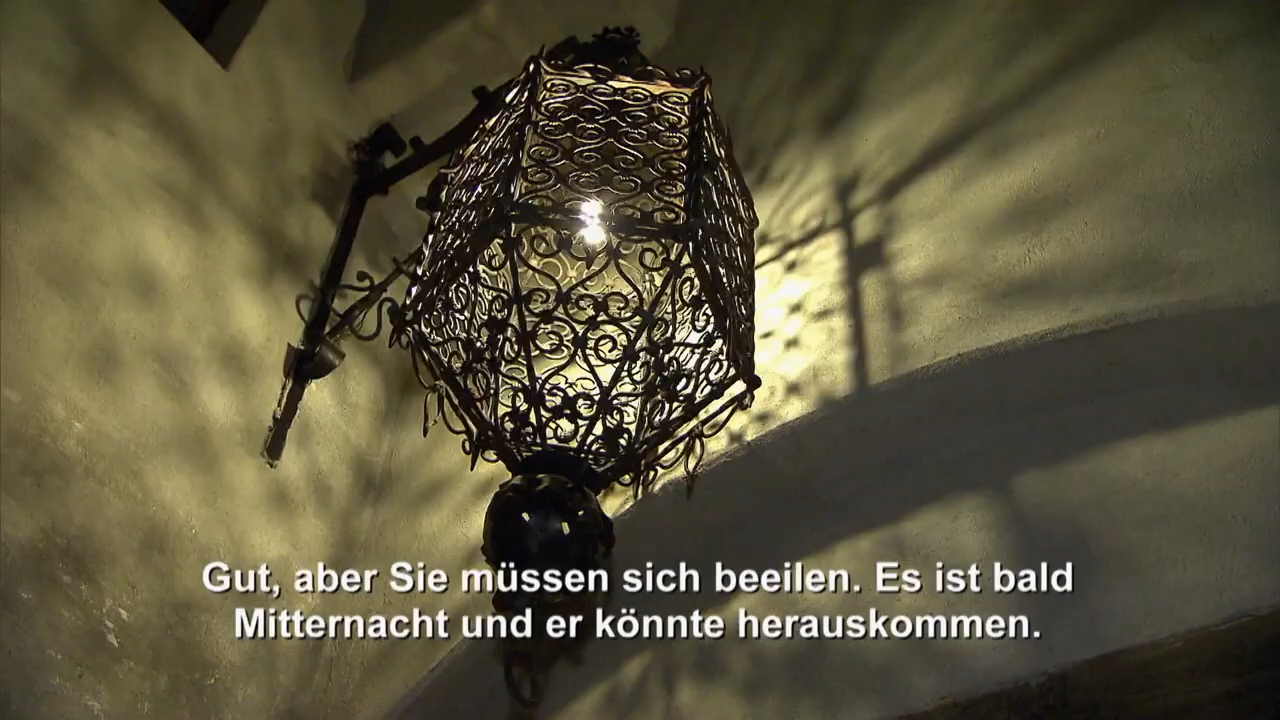 Gut, aber Sie müssen sich beeilen. Es ist bald
Mitternacht und er könnte herauskommen.